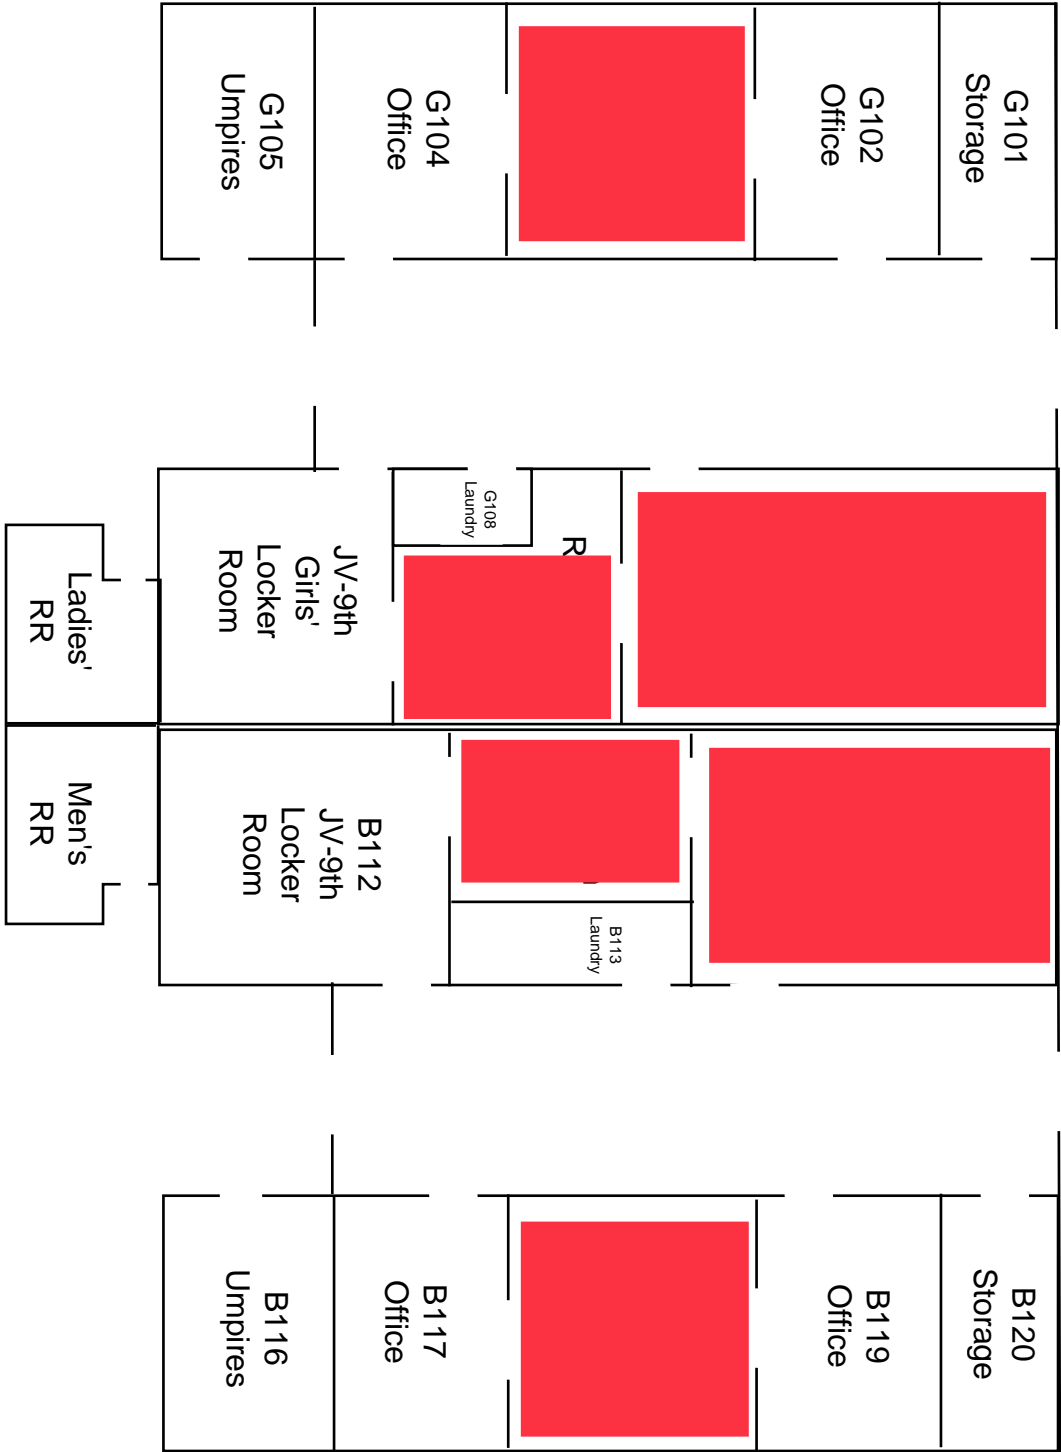 G101
Storage
G102
Office
G104
Office
G105
Umpires
G108
Laundry
R
JV-9th
Girls'
Locker
Room
Ladies'
RR
B112
JV-9th
Locker
Room
B113
Laundry
Men's
RR
B120
Storage
B119
Office
B117
Office
B116
Umpires